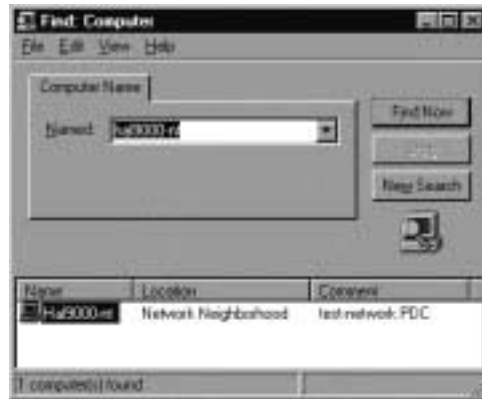 Find: Computer
File Edit View Help
Computer Name
Named: hal9000-nt
Find Now
New Search
Name Location Comment
Hal9000-nt Network Neighborhood test network PDC
1 computer(s) found